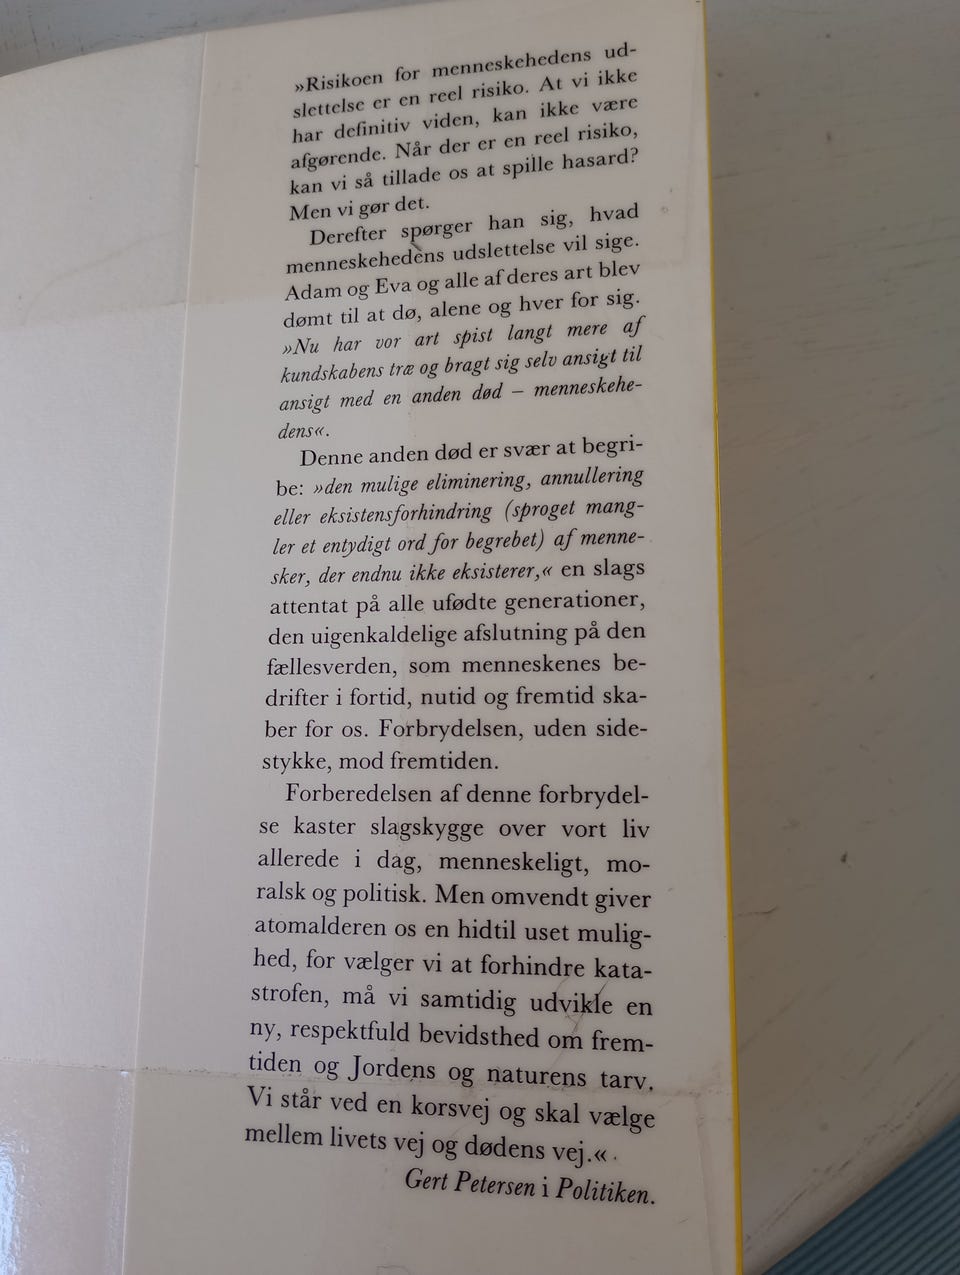 »Risikoen for menneskehedens ud-
slettelse er en reel risiko. At vi ikke
har definitiv viden, kan ikke være
afgørende. Når der er en reel risiko,
kan vi så tillade os at spille hasard?
Men vi gør det.
Derefter spørger han sig, hvad
menneskehedens udslettelse vil sige.
Adam og Eva og alle af deres art blev
dømt til at dø, alene og hver for sig.
»Nu har vor art spist langt mere af
kundskabens træ og bragt sig selv ansigt til
ansigt med en anden død – menneskehe-
dens«.
Denne anden død er svær at begri-
be: »den mulige eliminering, annullering
eller eksistensforhindring (sproget mang-
ler et entydigt ord for begrebet) af menne-
sker, der endnu ikke eksisterer,« en slags
attentat på alle ufødte generationer,
den uigenkaldelige afslutning på den
fællesverden, som menneskenes be-
drifter i fortid, nutid og fremtid ska-
ber for os. Forbrydelsen, uden side-
stykke, mod fremtiden.
Forberedelsen af denne forbrydel-
se kaster slagskygge over vort liv
allerede i dag, menneskeligt, mo-
ralsk og politisk. Men omvendt giver
atomalderen os en hidtil uset mulig-
hed, for vælger vi at forhindre kata-
strofen, må vi samtidig udvikle en
ny, respektfuld bevidsthed om frem-
tiden og Jordens og naturens tarv.
Vi står ved en korsvej og skal vælge
mellem livets vej og dødens vej.«
Gert Petersen i Politiken.